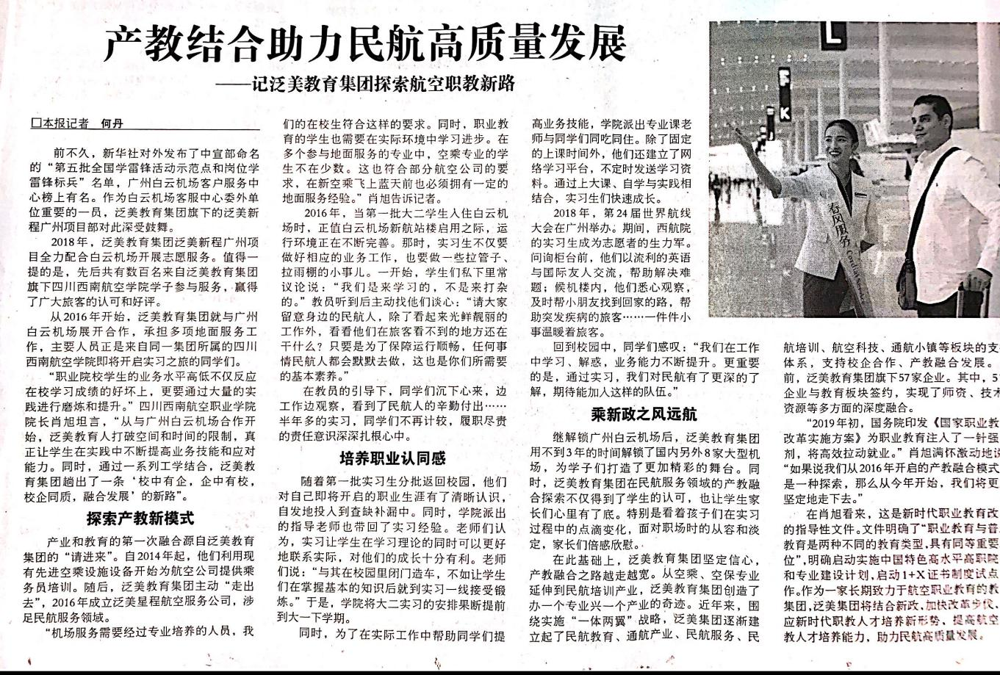 产教结合助力民航高质量发展
——记泛美教育集团探索航空职教新路
□本报记者 何丹
前不久，新华社对外发布了中宣部命名
的“第五批全国学雷锋活动示范点和岗位学
雷锋标兵”名单，广州白云机场客户服务中
心榜上有名。作为白云机场客服中心委外单
位重要的一员，泛美教育集团旗下的泛美新
程广州项目部对此深受鼓舞。
2018年，泛美教育集团泛美新程广州项
目全力配合白云机场开展志愿服务。值得一
提的是，先后共有数百名来自泛美教育集团
旗下四川西南航空学院学子参与服务，赢得
了广大旅客的认可和好评。
从2016年开始，泛美教育集团就与广州
白云机场展开合作，承担多项地面服务工
作，主要人员正是来自同一集团所属的四川
西南航空学院即将开启实习之旅的同学们。
“职业院校学生的业务水平高低不仅反应
在校学习成绩的好坏上，更要通过大量的实
践进行磨炼和提升。”四川西南航空职业学院
院长肖旭坦言，“从与广州白云机场合作开
始，泛美教育人打破空间和时间的限制，真
正让学生在实践中不断提高业务技能和应对
能力。同时，通过一系列工学结合，泛美教
育集团趟出了一条‘校中有企，企中有校，
校企同质，融合发展’的新路”。
探索产教新模式
产业和教育的第一次融合源自泛美教育
集团的“请进来”。自2014年起，他们利用现
有先进空乘设施设备开始为航空公司提供乘
务员培训。随后，泛美教育集团主动“走出
去”，2016年成立泛美星程航空服务公司，涉
足民航服务领域。
“机场服务需要经过专业培养的人员，我
们的在校生符合这样的要求。同时，职业教
育的学生也需要在实际环境中学习进步。在
多个参与地面服务的专业中，空乘专业的学
生不在少数。这也符合部分航空公司的要
求，在新空乘飞上蓝天前也必须拥有一定的
地面服务经验。”肖旭告诉记者。
2016年，当第一批大二学生人住白云机
场时，正值白云机场新航站楼启用之际，运
行环境正在不断完善。那时，实习生不仅要
做好相应的业务工作，也要做一些拉管子、
拉雨棚的小事儿。一开始，学生们私下里常
议论说：“我们是来学习的，不是来打杂
的。”教员听到后主动找他们谈心：“请大家
留意身边的民航人，除了看起来光鲜靓丽的
工作外，看看他们在旅客看不到的地方还在
干什么？只要是为了保障运行顺畅，任何事
情民航人都会默默去做，这也是你们所需要
的基本素养。”
在教员的引导下，同学们沉下心来，边
工作边观察，看到了民航人的辛勤付出……
半年多的实习，同学们不再计较，履职尽责
的责任意识深深扎根心中。
培养职业认同感
随着第一批实习生分批返回校园，他们
对自己即将开启的职业生涯有了清晰认识，
自发地投人到查缺补漏中。同时，学院派出
的指导老师也带回了实习经验。老师们认
为，实习让学生在学习理论的同时可以更好
地联系实际，对他们的成长十分有利。老师
们说：“与其在校园里闭门造车，不如让学生
们在掌握基本的知识后就到实习一线接受锻
炼。”于是，学院将大二实习的安排果断提前
到大一下学期。
同时，为了在实际工作中帮助同学们提
高业务技能，学院派出专业课老
师与同学们同吃同住。除了固定
的上课时间外，他们还建立了网
络学习平台，不定时发送学习资
料。通过上大课、自学与实践相
结合，实习生们快速成长。
2018年，第24届世界航线
大会在广州举办。期间，西航院
的实习生成为志愿者的生力军。
问询柜台前，他们以流利的英语
与国际友人交流，帮助解决难
题；候机楼内，他们悉心观察，
及时帮小朋友找到回家的路，帮
助突发疾病的旅客……一件件小
事温暖着旅客。
回到校园中，同学们感叹：“我们在工作
中学习、解惑，业务能力不断提升。更重要
的是，通过实习，我们对民航有了更深的了
解，期待能加人这样的队伍。”
乘新政之风远航
继解锁广州白云机场后，泛美教育集团
用不到3年的时间解锁了国内另外8家大型机
场，为学子们打造了更加精彩的舞台。同
时，泛美教育集团在民航服务领域的产教融
合探索不仅得到了学生的认可，也让学生家
长们心里有了底。特别是看着孩子们在实习
过程中的点滴变化，面对职场时的从容和淡
定，家长们倍感欣慰。
在此基础上，泛美教育集团坚定信心，
产教融合之路越走越宽。从空乘、空保专业
延伸到民航培训产业，泛美教育集团创造了
办一个专业兴一个产业的奇迹。近年来，围
绕实施“一体两翼”战略，泛美集团逐渐建
立起了民航教育、通航产业、民航服务、民
L
F
K
春风服务 Cordial Service
航培训、航空科技、通航小镇等板块的支
体系，支持校企合作、产教融合发展。
前，泛美教育集团旗下57家企业。其中，5
企业与教育板块签约，实现了师资、技术
资源等多方面的深度融合。
“2019年初，国务院印发《国家职业教
改革实施方案》为职业教育注入了一针强
剂，将高效拉动就业。”肖旭满怀激动地说
“如果说我们从2016年开启的产教融合模式
是一种探索，那么从今年开始，我们将更
坚定地走下去。”
在肖旭看来，这是新时代职业教育改
的指导性文件。文件明确了“职业教育与普
教育是两种不同的教育类型，具有同等重要
位”，明确启动实施中国特色高水平高职院
和专业建设计划，启动1+X证书制度试点
作。作为一家长期致力于航空职业教育的教
集团，泛美集团将结合新政，加快改革步伐，
应新时代职教人才培养新形势，提高航空
教人才培养能力，助力民航高质量发展。